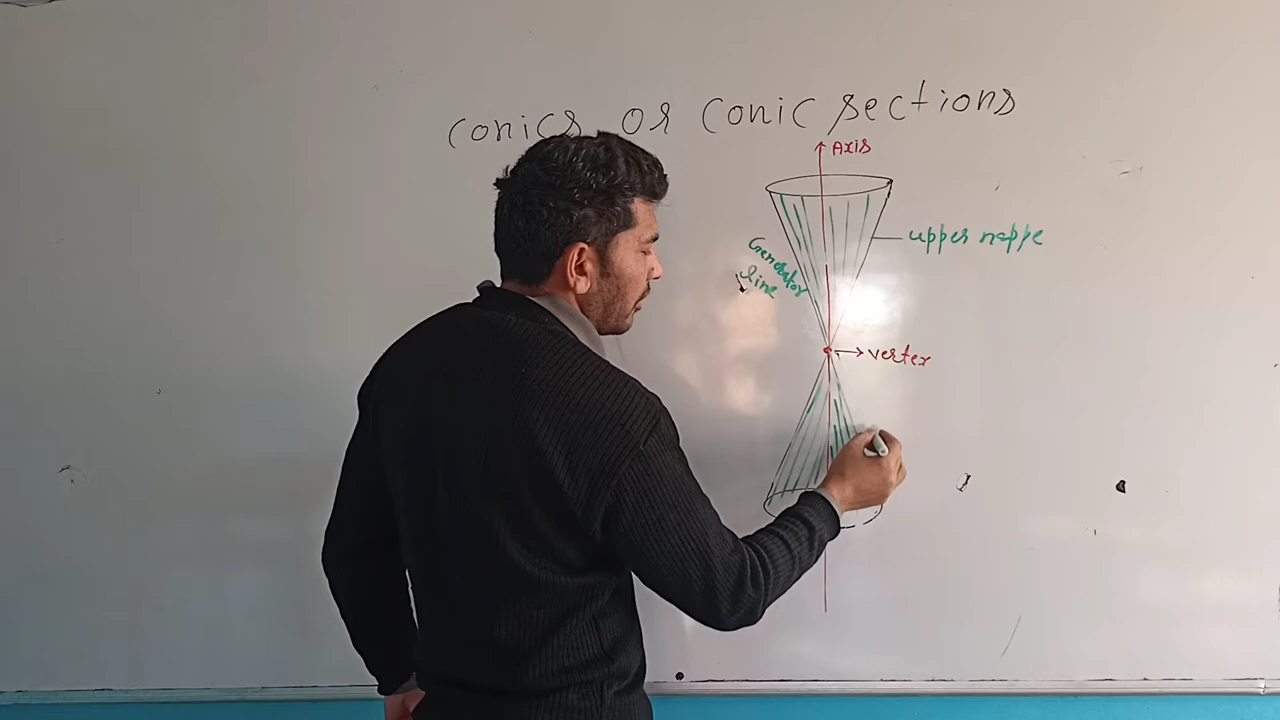 conics or conic sections
Axis
upper nappe
Generator
line
vertex